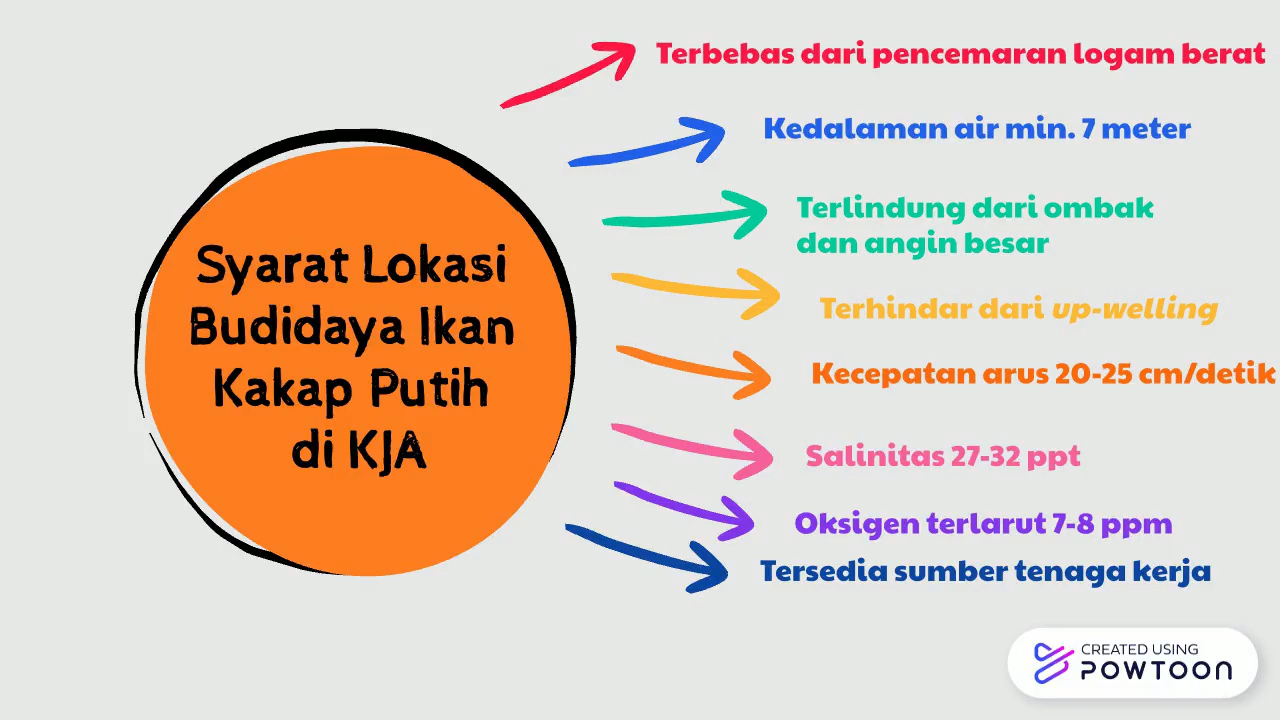 Syarat Lokasi
Budidaya Ikan
Kakap Putih
di KJA
Terbebas dari pencemaran logam berat
Kedalaman air min. 7 meter
Terlindung dari ombak
dan angin besar
Terhindar dari up-welling
Kecepatan arus 20-25 cm/detik
Salinitas 27-32 ppt
Oksigen terlarut 7-8 ppm
Tersedia sumber tenaga kerja
CREATED USING
POWTOON